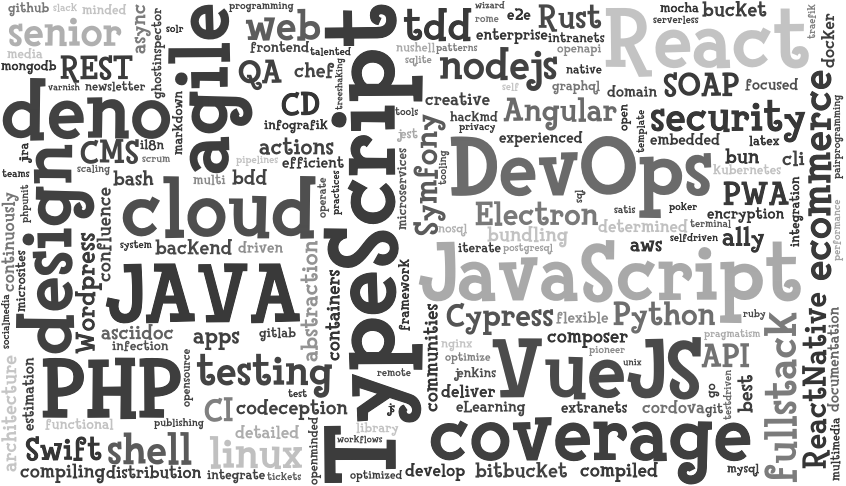 github slack minded
senior
media
mongodb REST
varnish newsletter
deno
async
ghostinspector
solr
markdown
agile
programming
web
frontend talented
QA chef
CD
infografik
actions
efficient
pipelines
treeshaking
TypeScript
tdd
wizard
rome
e2e
enterprise
Rust
intranets
openapi
nushell patterns
sqlite
nodejs
native
graphql
self
React
mocha
serverless
bucket
traefik
docker
SOAP focused
domain
tools
creative
hacKmd
privacy
Angular
experienced
open
template
security
embedded latex
jest
microservices
Symfony
tooling
DevOps
bun cli
Kubernetes
PWA
encryption
integration
ecommerce
pairprogramming
performance
jra
CMS
i18n
scrum
scaling
teams
phpunit
design
continuously
microsites
socialmedia
bash multi bdd
confluence
Wordpress
cloud
operate
practices
system backend driven
JAVA
abstraction
containers
framework
asciidoc
infection
apps gitlab
Electron
sql
satis poker
nosql
bundling
determined terminal
iterate postgresql
aws selfdriven ally
JavaScript
Cypress flexible Python
ruby
communities
nginx
optimize
jenkins
deliver
eLearning
composer
pioneer
unix
pragmatism
API
VueJS
go
testdriven
best
extranets cordova git
fullstack
ReactNative
documentation
multimedia
architecture
estimation
PHP
opensource
testing
test
remote
js
CI codeception
functional
publishing
detailed
library
workflows
openminded
Swift shell linux
compiling distribution integrate tickets
optimized develop bitbucket compiled
coverage
mysql